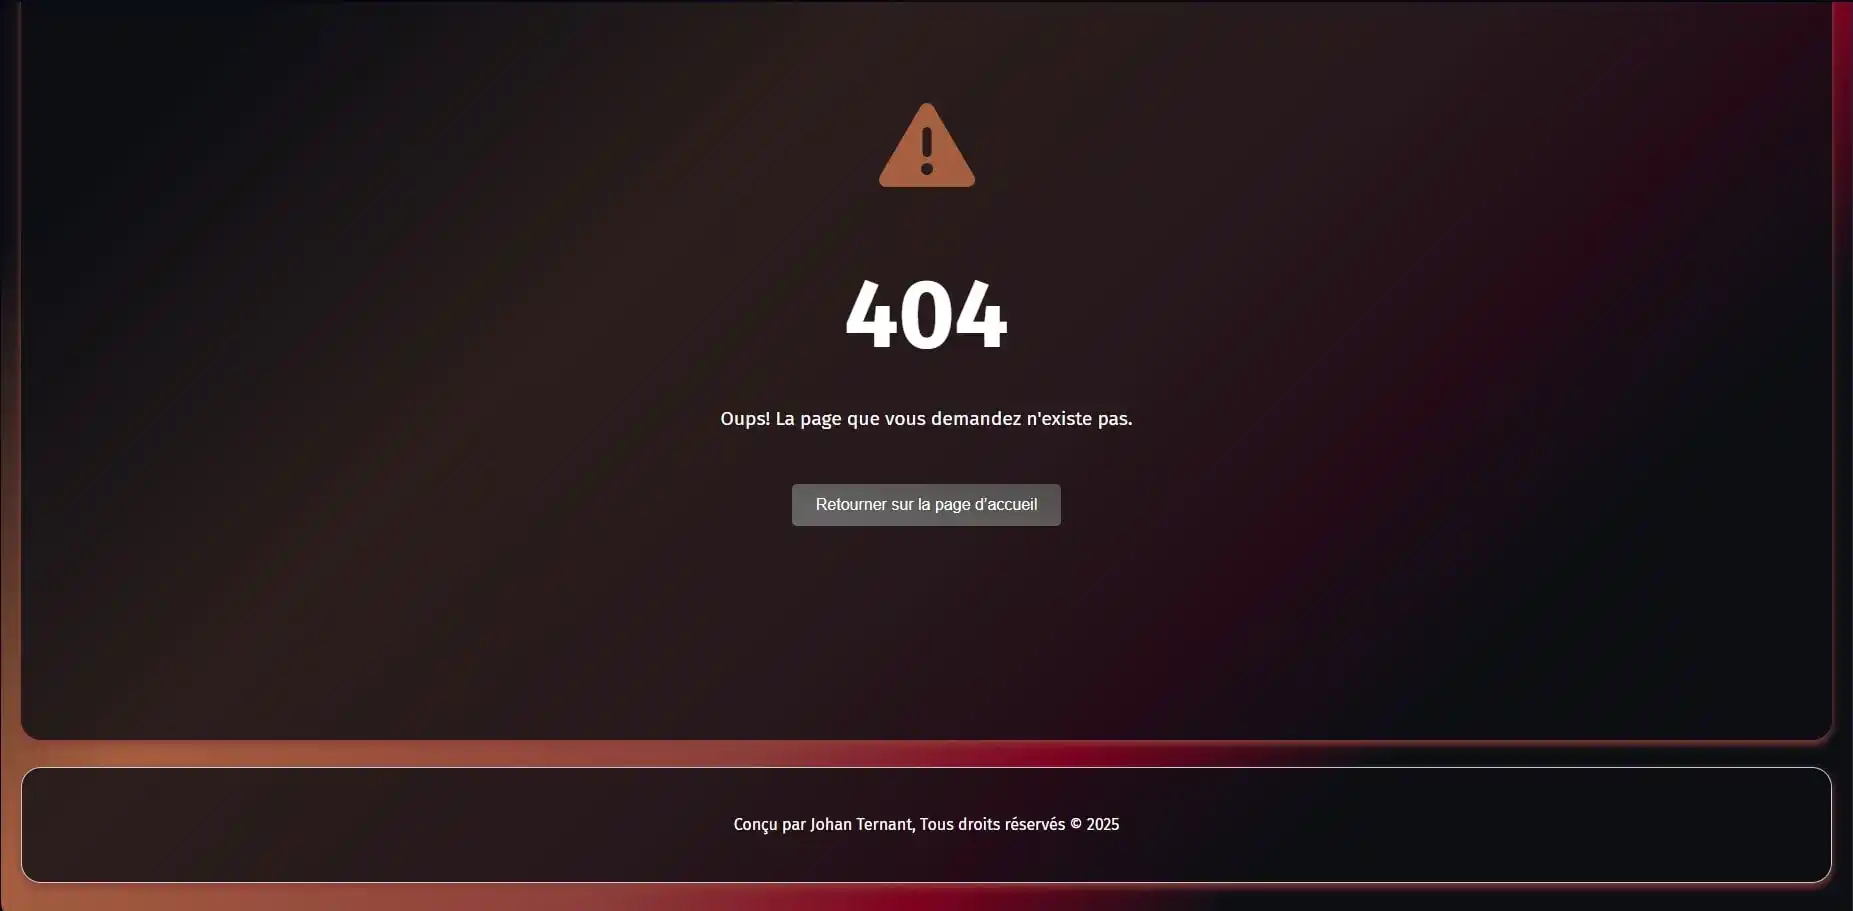 404
Oups! La page que vous demandez n'existe pas.
Retourner sur la page d'accueil
Conçu par Johan Ternant, Tous droits réservés © 2025